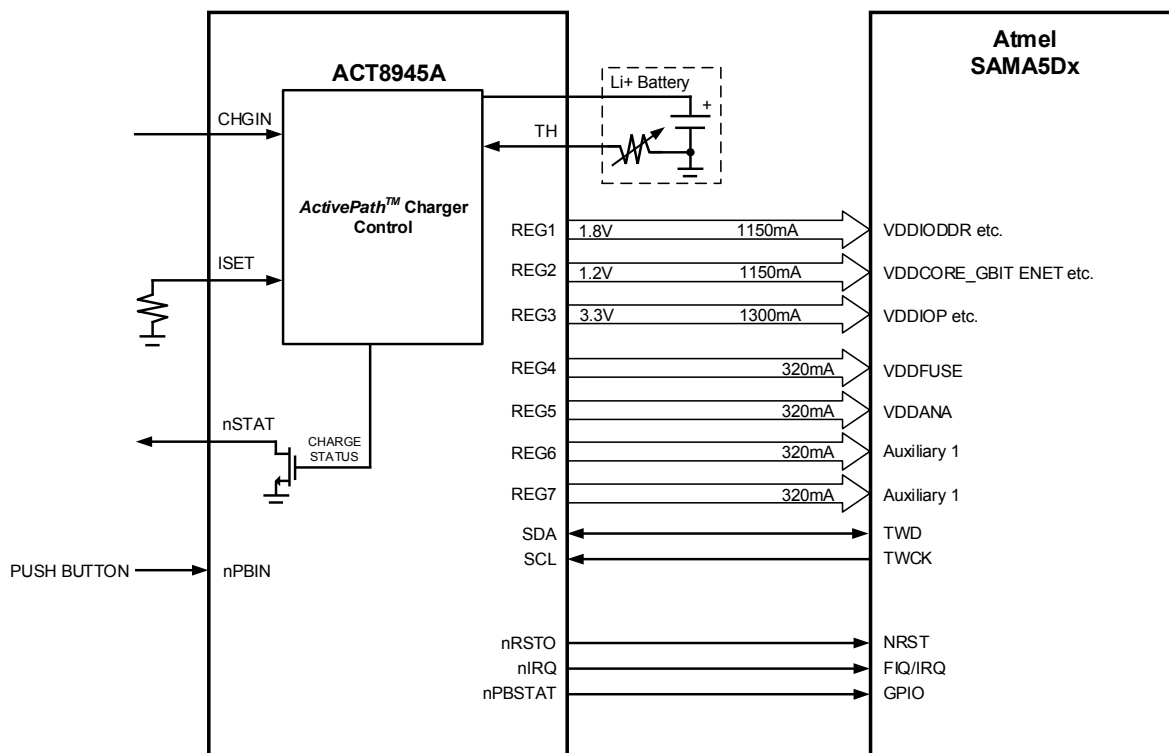 Atmel
SAMA5Dx
ACT8945A
Li+ Battery
+
CHGIN
TH
ActivePath™ Charger
Control
REG1 1.8V 1150mA VDDIODDR etc.
ISET
REG2 1.2V 1150mA VDDCORE_GBIT ENET etc.
REG3 3.3V 1300mA VDDIOP etc.
REG4 320mA VDDFUSE
REG5 320mA VDDANA
nSTAT
CHARGE
STATUS
REG6 320mA Auxiliary 1
REG7 320mA Auxiliary 1
SDA TWD
SCL TWCK
PUSH BUTTON nPBIN
nRSTO NRST
nIRQ FIQ/IRQ
nPBSTAT GPIO